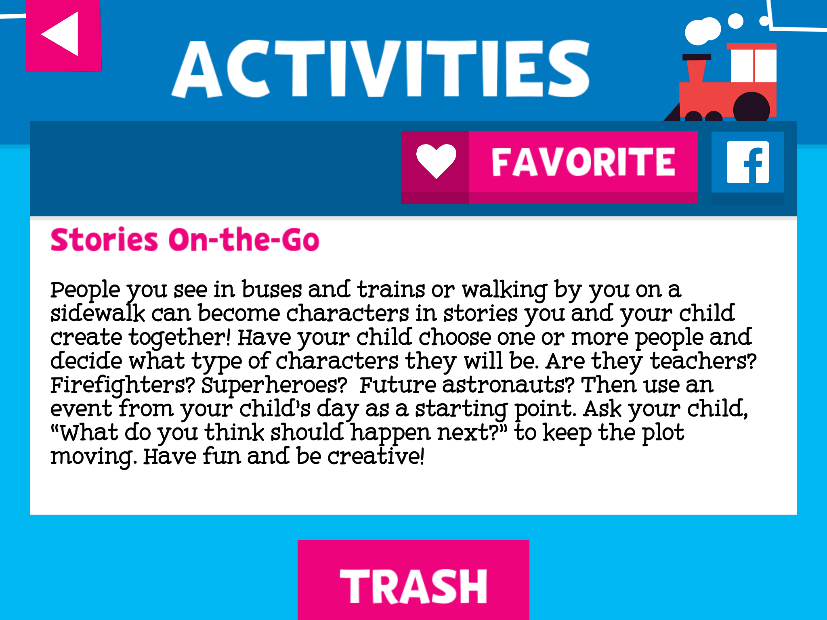 ACTIVITIES
FAVORITE
Stories On-the-Go
People you see in buses and trains or walking by you on a
sidewalk can become characters in stories you and your child
create together! Have your child choose one or more people and
decide what type of characters they will be. Are they teachers?
Firefighters? Superheroes?  Future astronauts? Then use an
event from your child's day as a starting point. Ask your child,
“What do you think should happen next?” to keep the plot
moving. Have fun and be creative!
TRASH